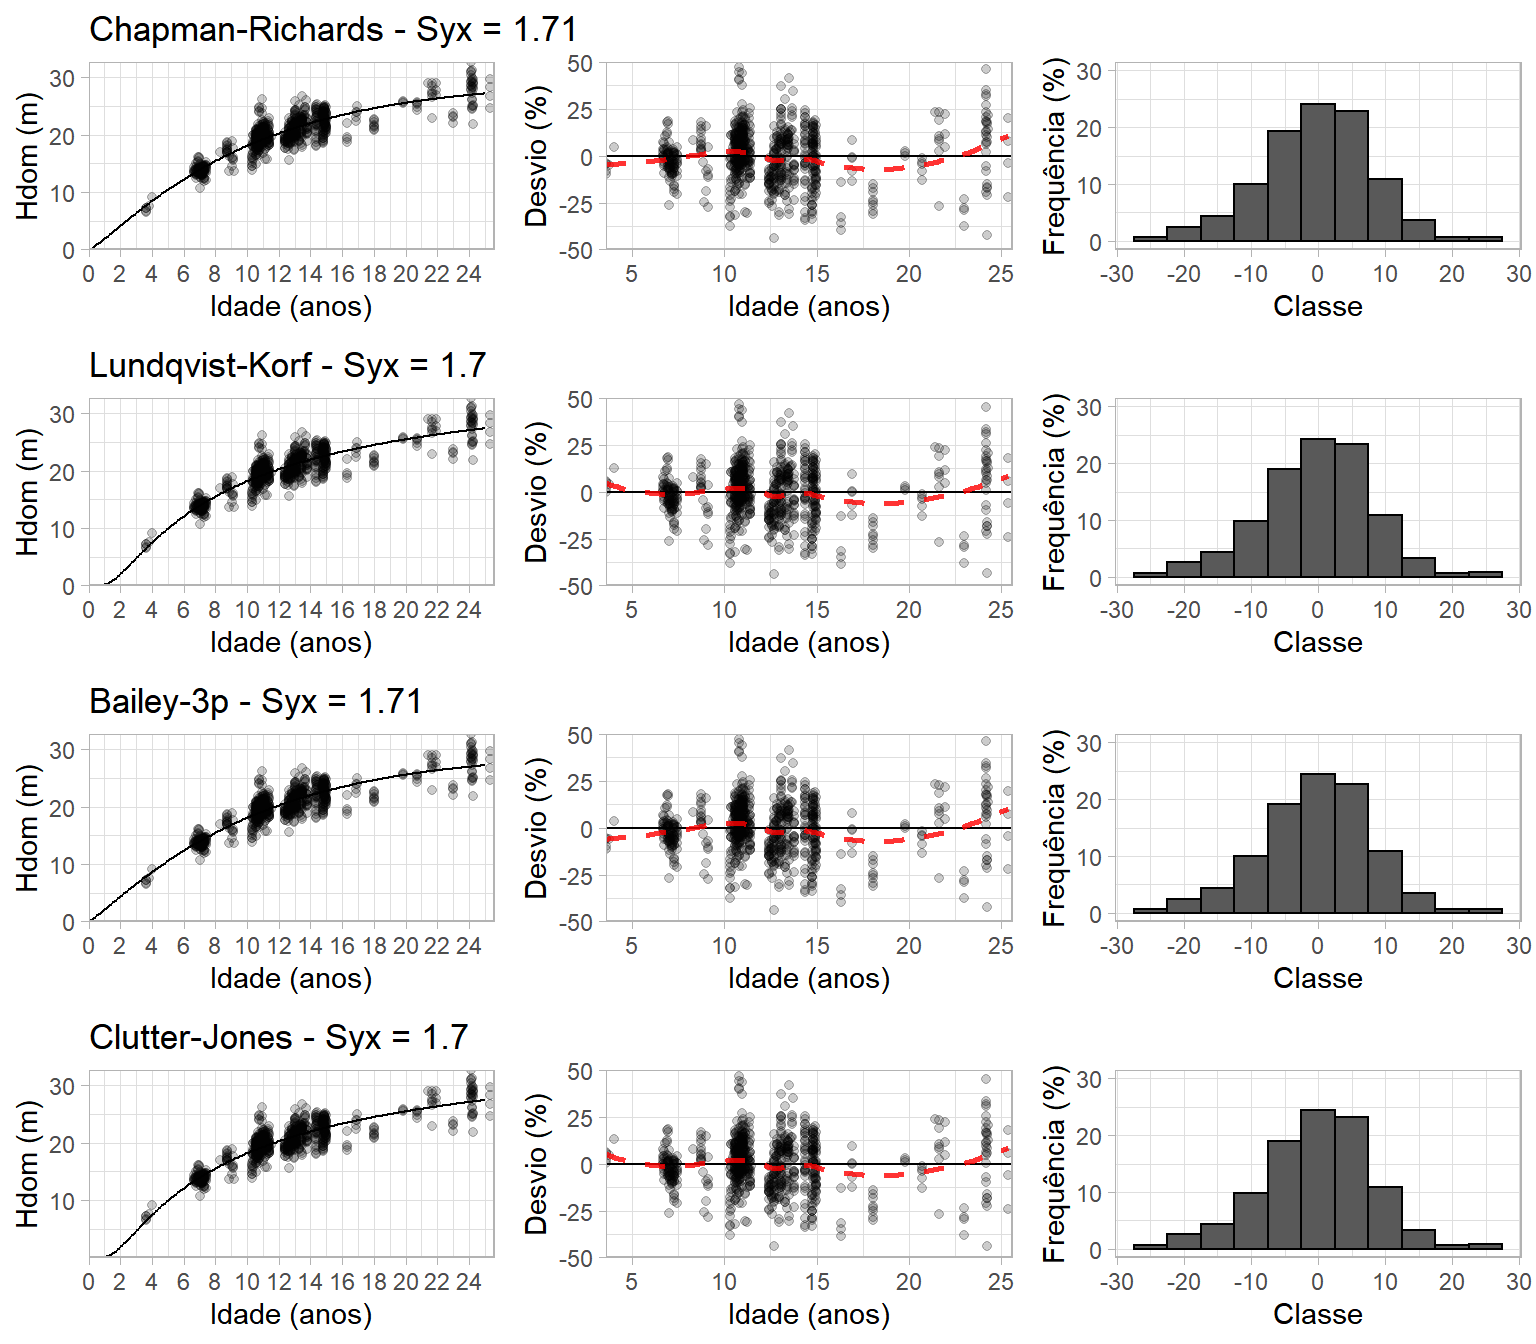 Chapman-Richards - Syx = 1.71
Hdom (m)
30
20
10
0
0 2 4 6 8 10 12 14 16 18 20 22 24
Idade (anos)
Desvio (%)
50
25
0
-25
-50
5 10 15 20 25
Idade (anos)
Frequência (%)
30
20
10
0
-30 -20 -10 0 10 20 30
Classe
Lundqvist-Korf - Syx = 1.7
Hdom (m)
30
20
10
0
0 2 4 6 8 10 12 14 16 18 20 22 24
Idade (anos)
Desvio (%)
50
25
0
-25
-50
5 10 15 20 25
Idade (anos)
Frequência (%)
30
20
10
0
-30 -20 -10 0 10 20 30
Classe
Bailey-3p - Syx = 1.71
Hdom (m)
30
20
10
0
0 2 4 6 8 10 12 14 16 18 20 22 24
Idade (anos)
Desvio (%)
50
25
0
-25
-50
5 10 15 20 25
Idade (anos)
Frequência (%)
30
20
10
0
-30 -20 -10 0 10 20 30
Classe
Clutter-Jones - Syx = 1.7
Hdom (m)
30
20
10
0 2 4 6 8 10 12 14 16 18 20 22 24
Idade (anos)
Desvio (%)
50
25
0
-25
-50
5 10 15 20 25
Idade (anos)
Frequência (%)
30
20
10
0
-30 -20 -10 0 10 20 30
Classe